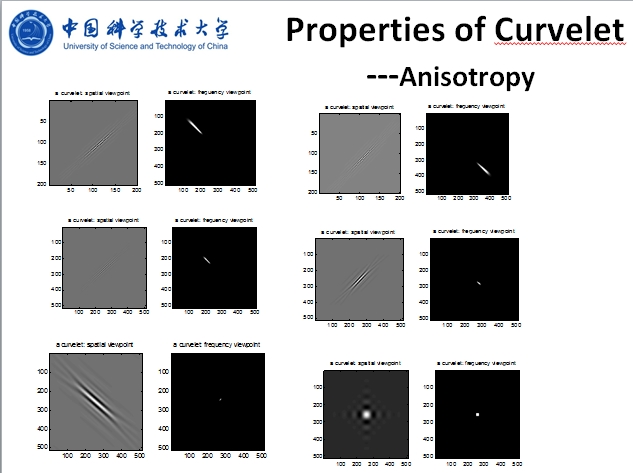 中国科学技术大学
University of Science and Technology of China
Properties of Curvelet
---Anisotropy
a curvelet: spatial viewpoint
a curvelet: frequency viewpoint
50
100
150
200
50 100 150 200
100
200
300
400
500
100 200 300 400 500
a curvelet: spatial viewpoint
a curvelet: frequency viewpoint
50
100
150
200
50 100 150 200
100
200
300
400
500
100 200 300 400 500
a curvelet: spatial viewpoint
a curvelet: frequency viewpoint
100
200
300
400
500
100 200 300 400 500
100
200
300
400
500
100 200 300 400 500
a curvelet: spatial viewpoint
a curvelet: frequency viewpoint
100
200
300
400
500
100 200 300 400 500
100
200
300
400
500
100 200 300 400 500
a curvelet: spatial viewpoint
a curvelet: frequency viewpoint
100
200
300
400
500
100 200 300 400 500
100
200
300
400
500
100 200 300 400 500
a curvelet: spatial viewpoint
a curvelet: frequency viewpoint
100
200
300
400
500
100 200 300 400 500
100
200
300
400
500
100 200 300 400 500